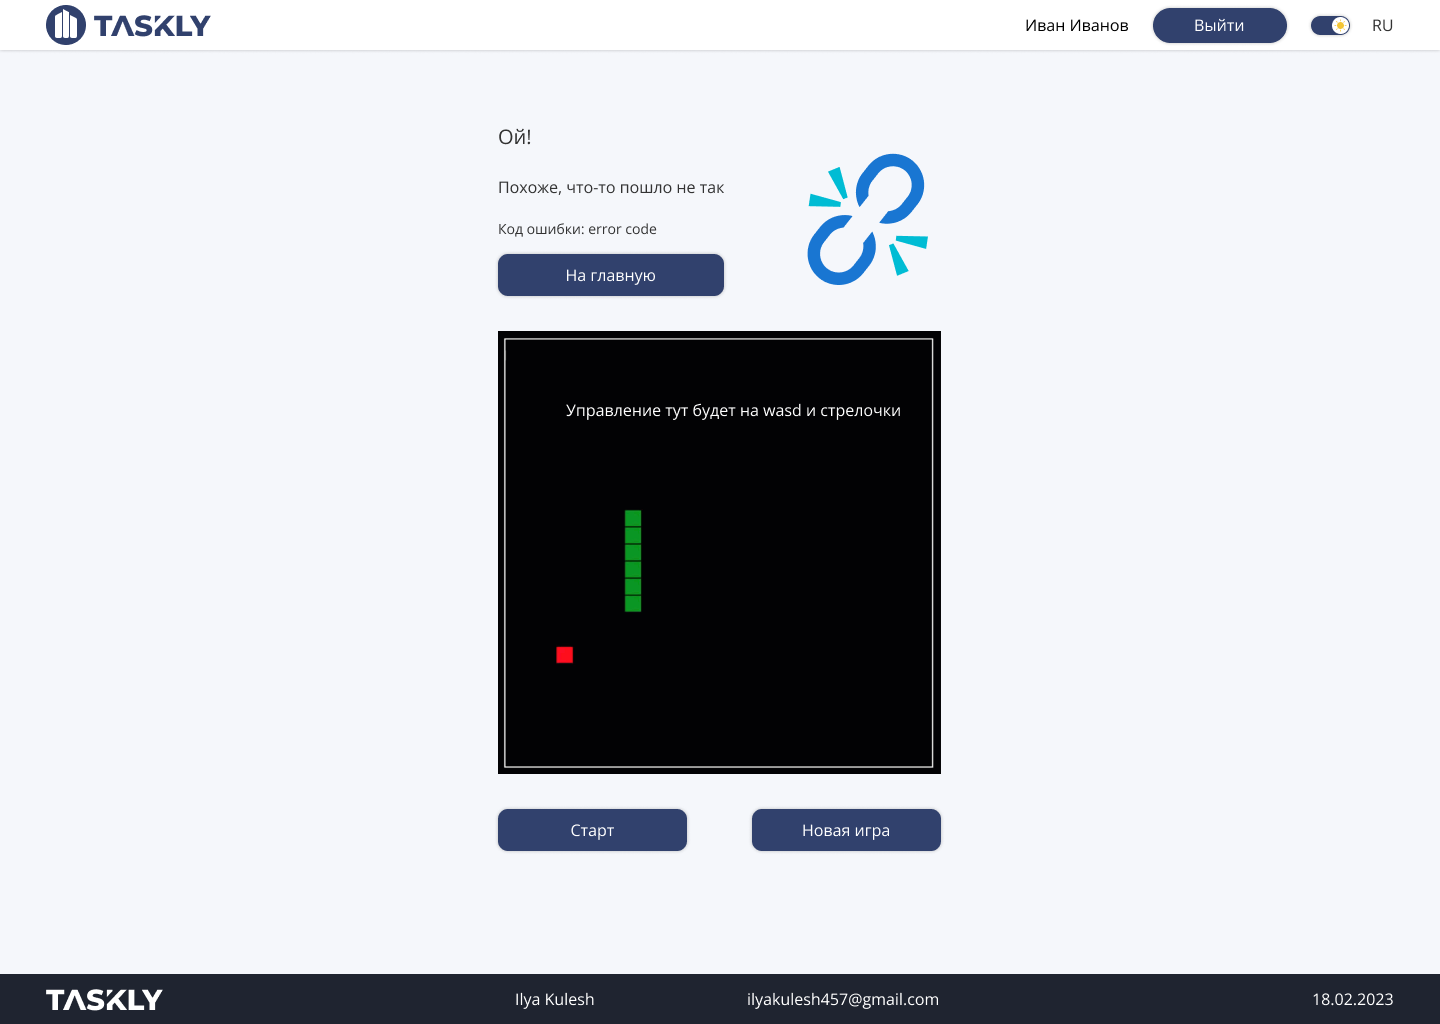 TASKLY
Иван Иванов
Выйти
RU
Ой!
Похоже, что-то пошло не так
Код ошибки: error code
На главную
Управление тут будет на wasd и стрелочки
Старт
Новая игра
TASKLY
Ilya Kulesh
ilyakulesh457@gmail.com
18.02.2023